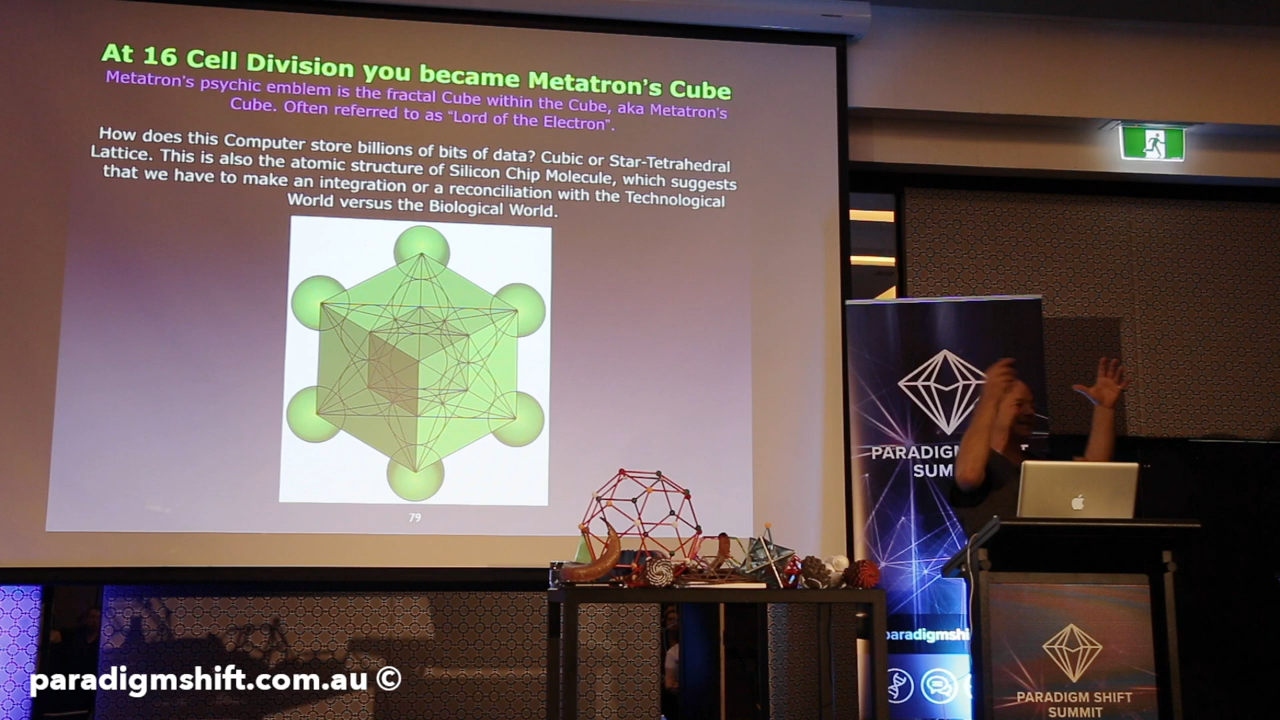 At 16 Cell Division you became Metatron's Cube
Metatron's psychic emblem is the fractal Cube within the Cube, aka Metatron's
Cube. Often referred to as "Lord of the Electron".
How does this Computer store billions of bits of data? Cubic or Star-Tetrahedral
Lattice. This is also the atomic structure of Silicon Chip Molecule, which suggests
that we have to make an integration or a reconciliation with the Technological
World versus the Biological World.
79
PARADIGM
SUM
paradigmshi
PARADIGM SHIFT
SUMMIT
paradigmshift.com.au ©